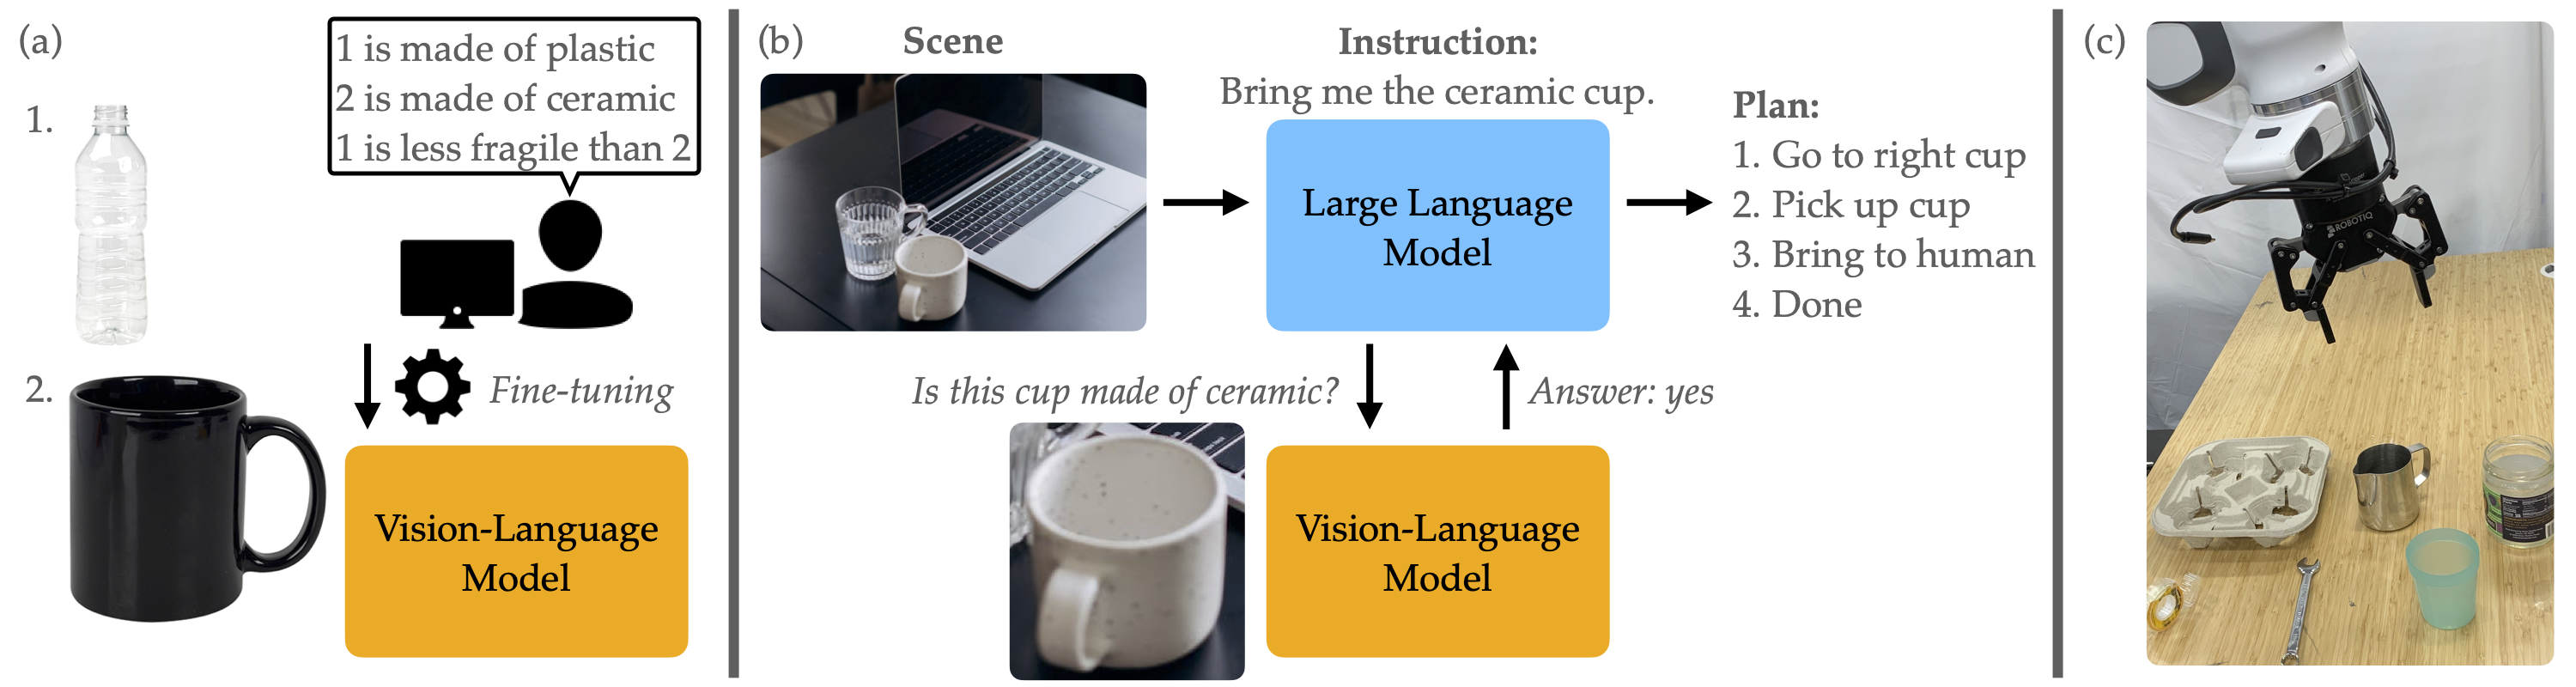 (a)
1 is made of plastic
2 is made of ceramic
1 is less fragile than 2
1.
2.
Fine-tuning
Vision-Language
Model
(b)
Scene
Instruction:
Bring me the ceramic cup.
Large Language
Model
Plan:
1. Go to right cup
2. Pick up cup
3. Bring to human
4. Done
Is this cup made of ceramic?
Answer: yes
Vision-Language
Model
(c)
ROBOTIQ